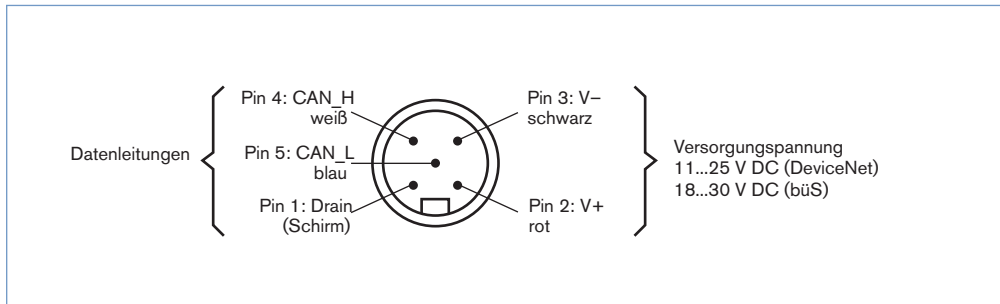 Datenleitungen
Pin 4: CAN_H
weiß
Pin 5: CAN_L
blau
Pin 1: Drain
(Schirm)
Pin 3: V–
schwarz
Pin 2: V+
rot
Versorgungspannung
11...25 V DC (DeviceNet)
18...30 V DC (büS)